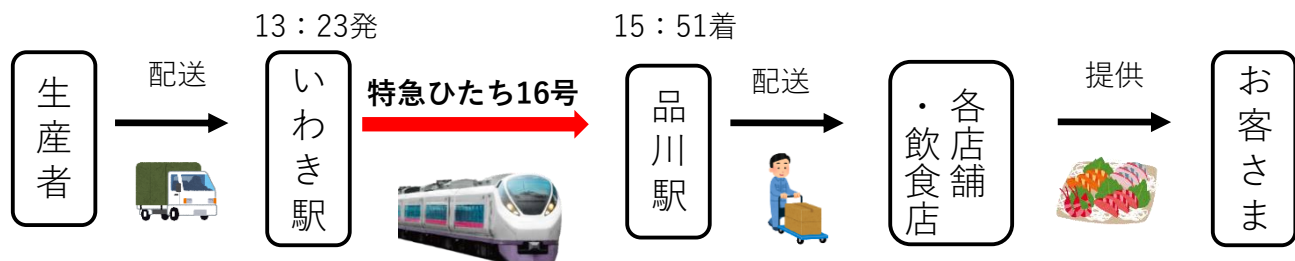 13：23発
15：51着
生産者
配送
いわき駅
特急ひたち16号
品川駅
配送
各店舗
・飲食店
提供
お客さま